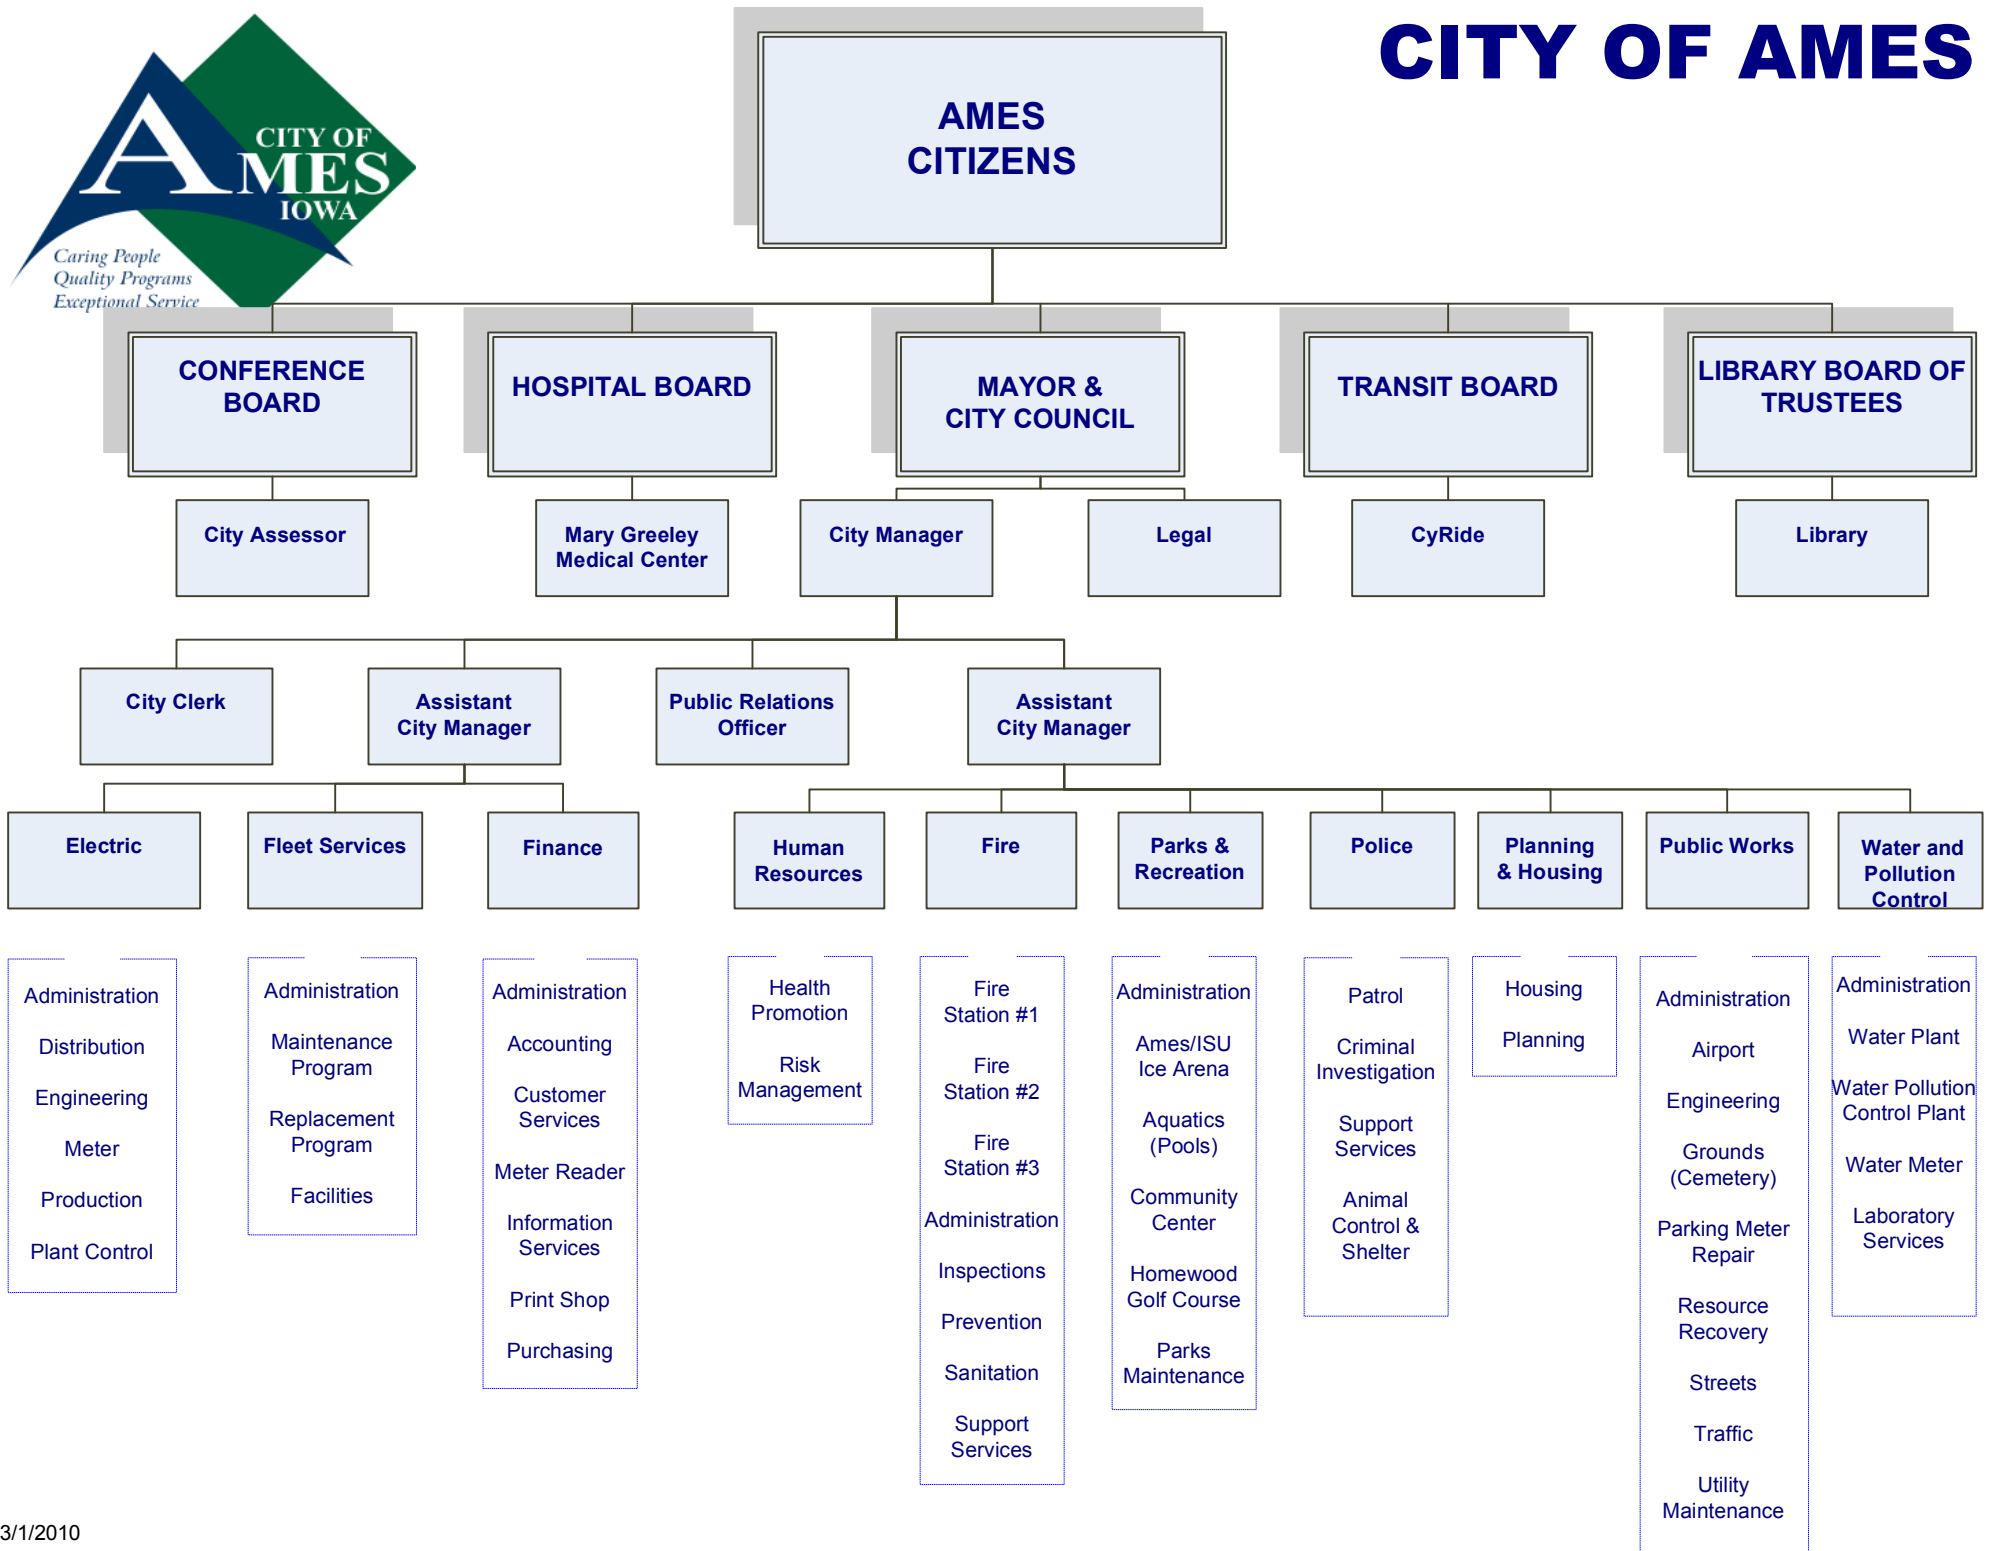 CITY OF AMES
CITY OF
AMES
IOWA
Caring People
Quality Programs
Exceptional Service
AMES
CITIZENS
CONFERENCE
BOARD
HOSPITAL BOARD
MAYOR &
CITY COUNCIL
TRANSIT BOARD
LIBRARY BOARD OF
TRUSTEES
City Assessor
Mary Greeley
Medical Center
City Manager
Legal
CyRide
Library
City Clerk
Assistant
City Manager
Public Relations
Officer
Assistant
City Manager
Electric
Fleet Services
Finance
Human
Resources
Fire
Parks &
Recreation
Police
Planning
& Housing
Public Works
Water and
Pollution
Control
Administration
Distribution
Engineering
Meter
Production
Plant Control
Administration
Maintenance
Program
Replacement
Program
Facilities
Administration
Accounting
Customer
Services
Meter Reader
Information
Services
Print Shop
Purchasing
Health
Promotion
Risk
Management
Fire
Station #1
Fire
Station #2
Fire
Station #3
Administration
Inspections
Prevention
Sanitation
Support
Services
Administration
Ames/ISU
Ice Arena
Aquatics
(Pools)
Community
Center
Homewood
Golf Course
Parks
Maintenance
Patrol
Criminal
Investigation
Support
Services
Animal
Control &
Shelter
Housing
Planning
Administration
Airport
Engineering
Grounds
(Cemetery)
Parking Meter
Repair
Resource
Recovery
Streets
Traffic
Utility
Maintenance
Administration
Water Plant
Water Pollution
Control Plant
Water Meter
Laboratory
Services
3/1/2010